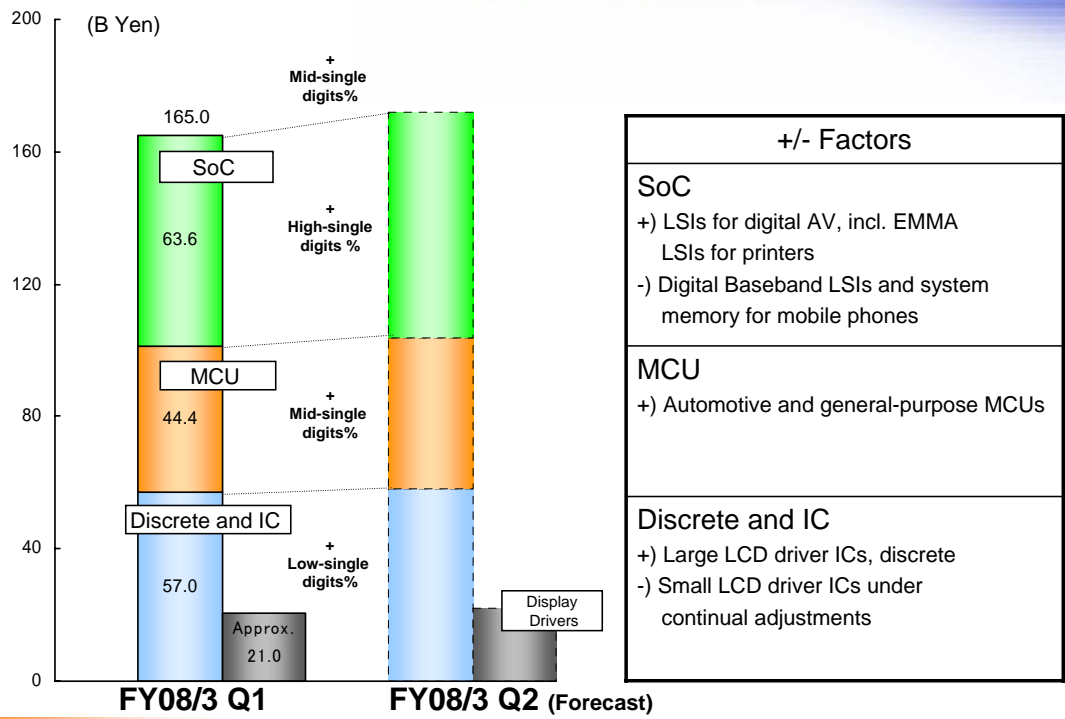 200
(B Yen)
160
120
80
40
0
165.0
SoC
63.6
MCU
44.4
Discrete and IC
57.0
Approx.
21.0
+
Mid-single
digits%
+
High-single
digits %
+
Mid-single
digits%
+
Low-single
digits%
Display
Drivers
FY08/3 Q1
FY08/3 Q2 (Forecast)
+/- Factors
SoC
+) LSIs for digital AV, incl. EMMA
LSIs for printers
-) Digital Baseband LSIs and system
memory for mobile phones
MCU
+) Automotive and general-purpose MCUs
Discrete and IC
+) Large LCD driver ICs, discrete
-) Small LCD driver ICs under
continual adjustments